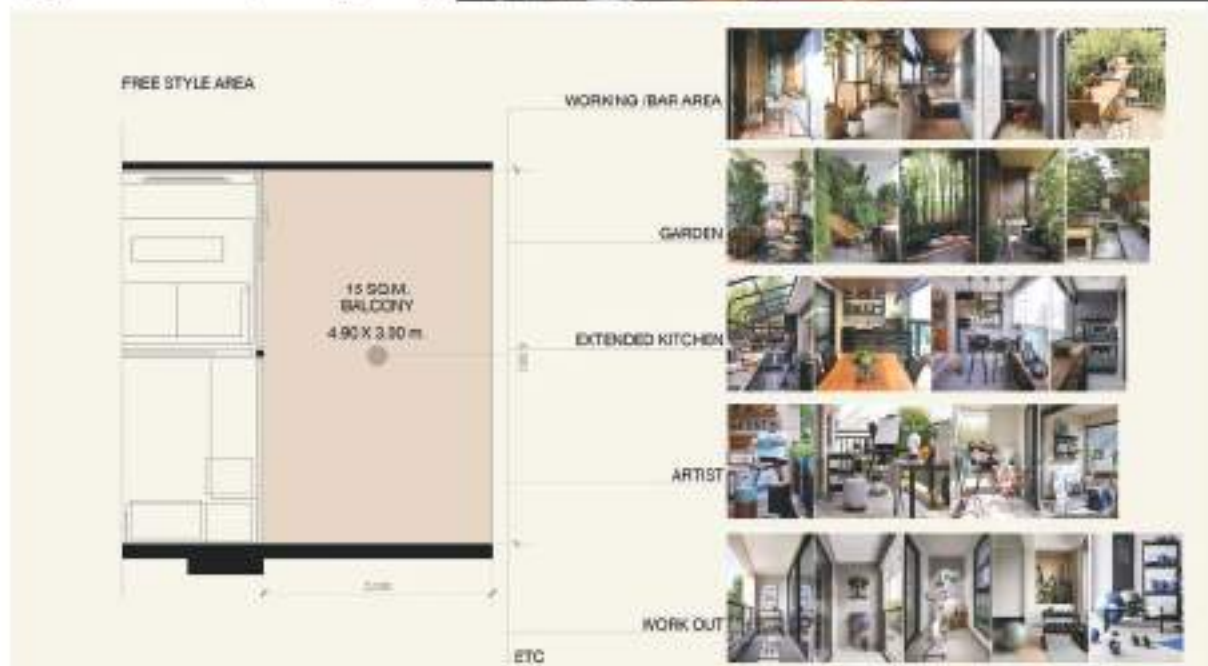 FREE STYLE AREA
WORKING /BAR AREA
GARDEN
15 SQ.M.
BALCONY
4.90 X 3.00 m
EXTENDED KITCHEN
ARTIST
WORK OUT
ETC